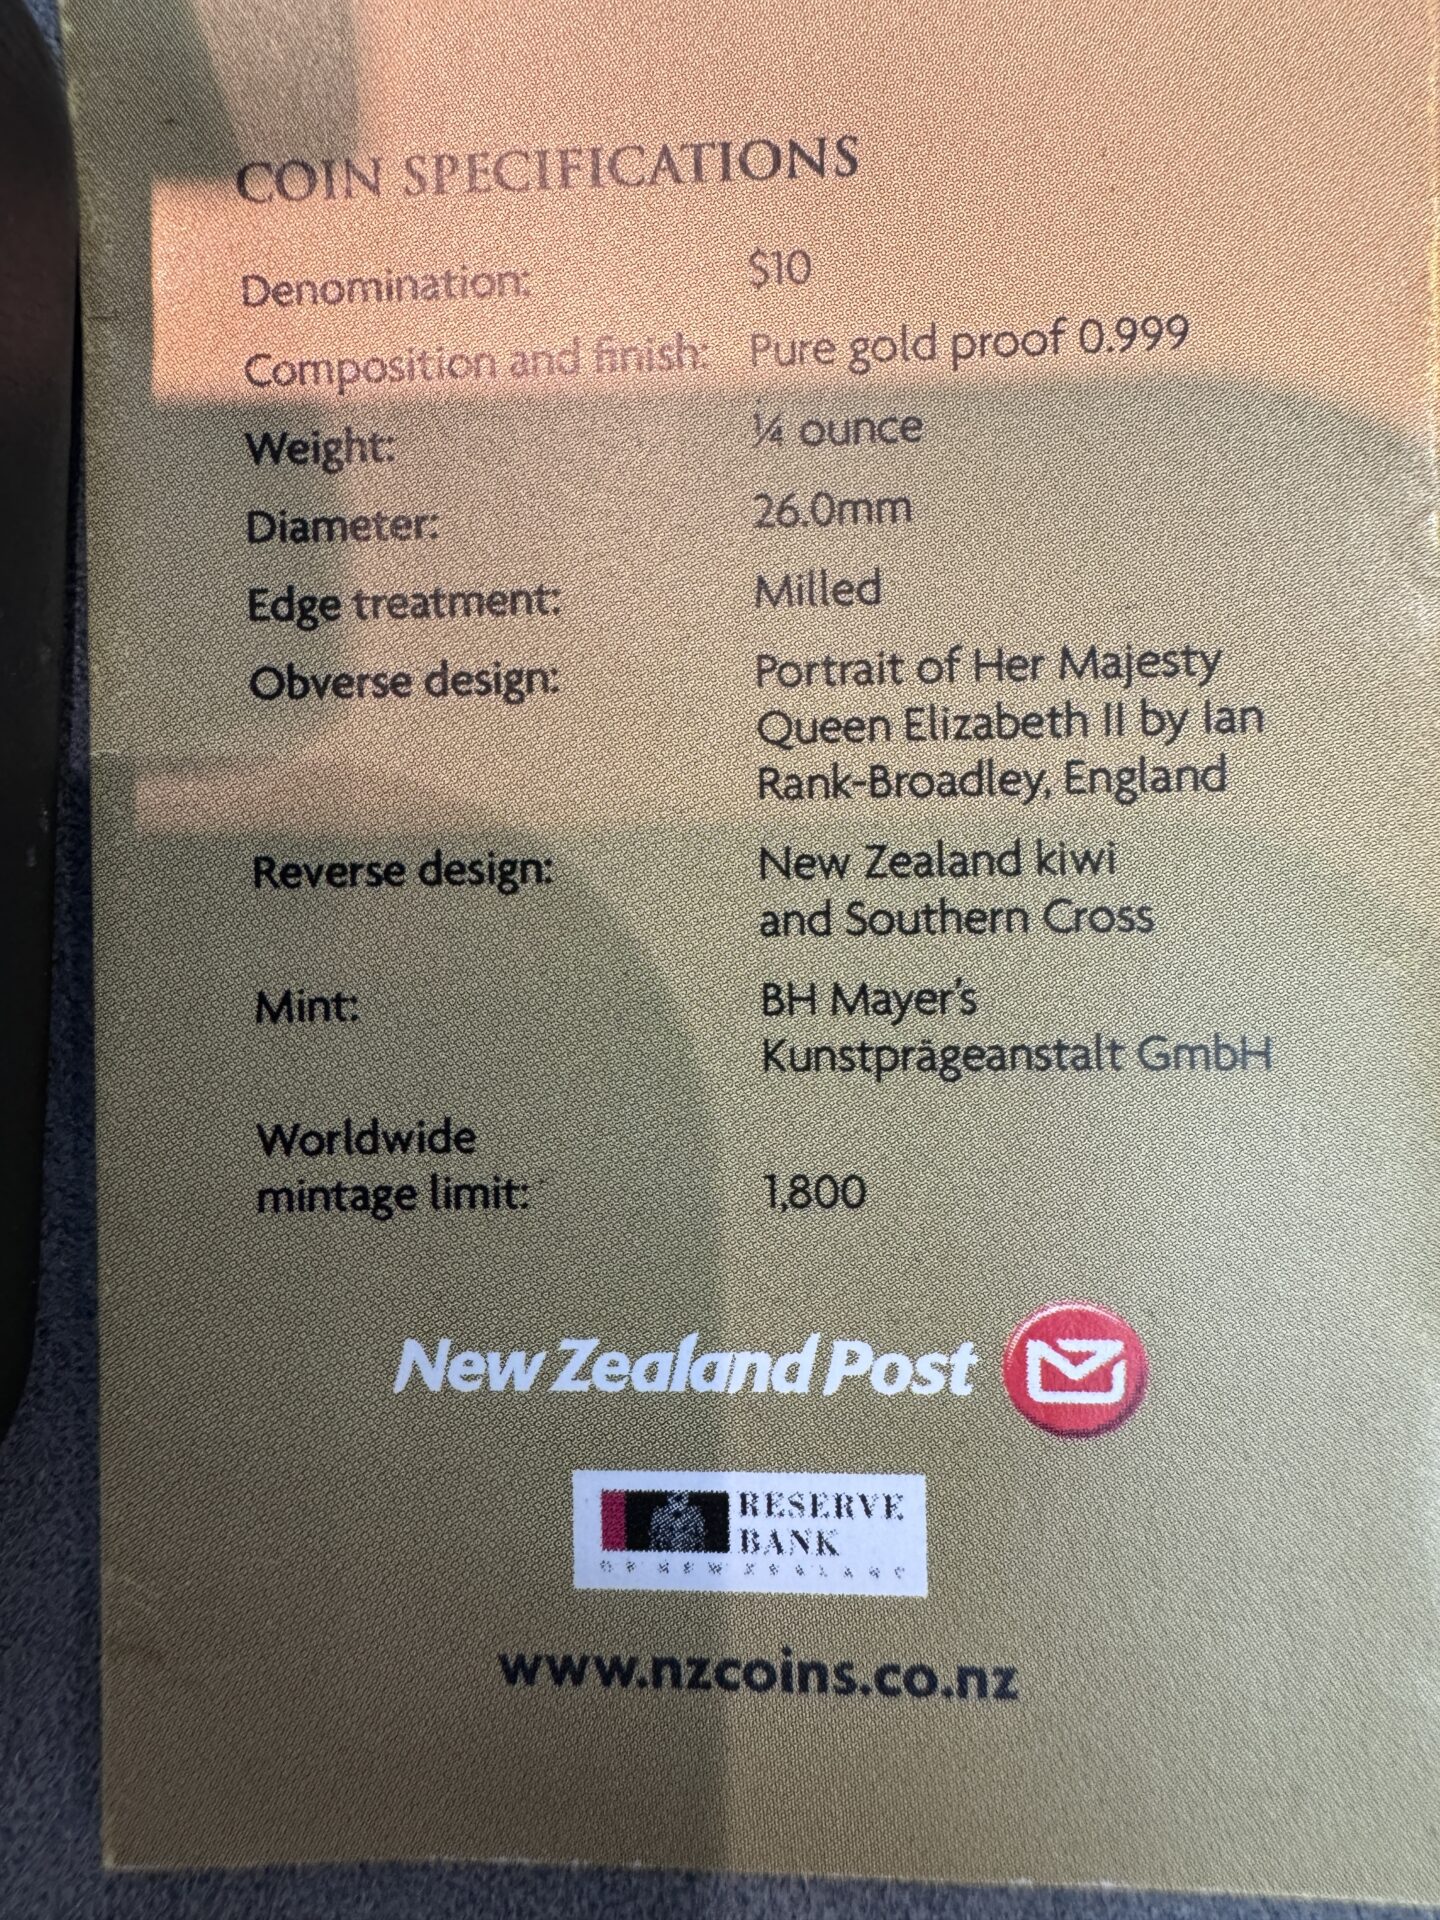 COIN SPECIFICATIONS
Denomination: $10
Composition and finish: Pure gold proof 0.999
Weight: ¼ ounce
Diameter: 26.0mm
Edge treatment: Milled
Obverse design: Portrait of Her Majesty
Queen Elizabeth II by Ian
Rank-Broadley, England
Reverse design: New Zealand kiwi
and Southern Cross
Mint: BH Mayer's
Kunstprägeanstalt GmbH
Worldwide
mintage limit: 1,800
New Zealand Post
RESERVE
BANK
OF NEW ZEALAND
www.nzcoins.co.nz